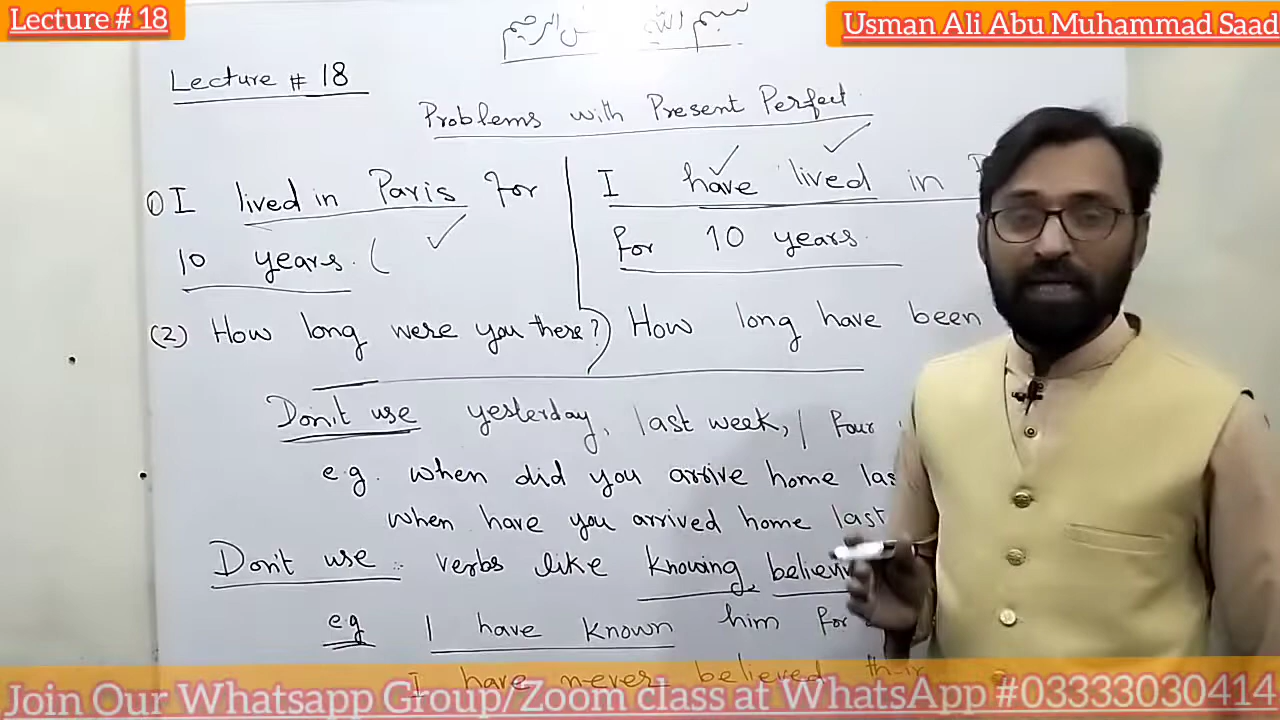 Lecture # 18
Usman Ali Abu Muhammad Saad
بسم اللہ الرحیم
Lecture # 18
Problems with Present Perfect
1) I lived in Paris for
10 years. (
I have lived in
for 10 years.
(2) How long were you there?
How long have been
Don't use yesterday, last week, four
e.g. when did you arrive home las
when have you arrived home last
Don't use :. verbs like knowing, believin
eg I have known him for
I have never believed
Join Our Whatsapp Group/Zoom class at WhatsApp #03333030414